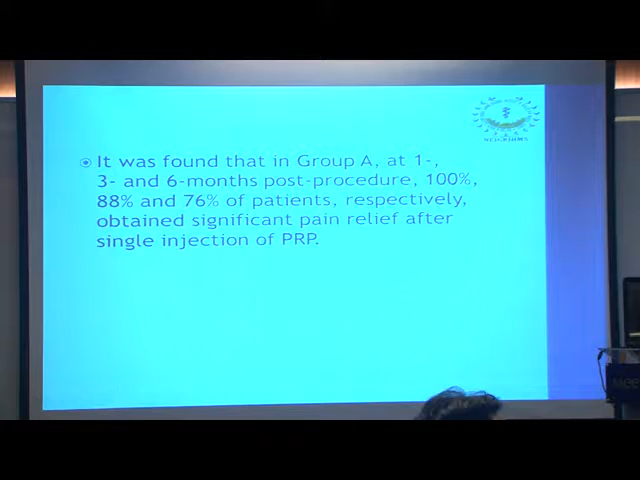 It was found that in Group A, at 1-,
3- and 6-months post-procedure, 100%,
88% and 76% of patients, respectively,
obtained significant pain relief after
single injection of PRP.